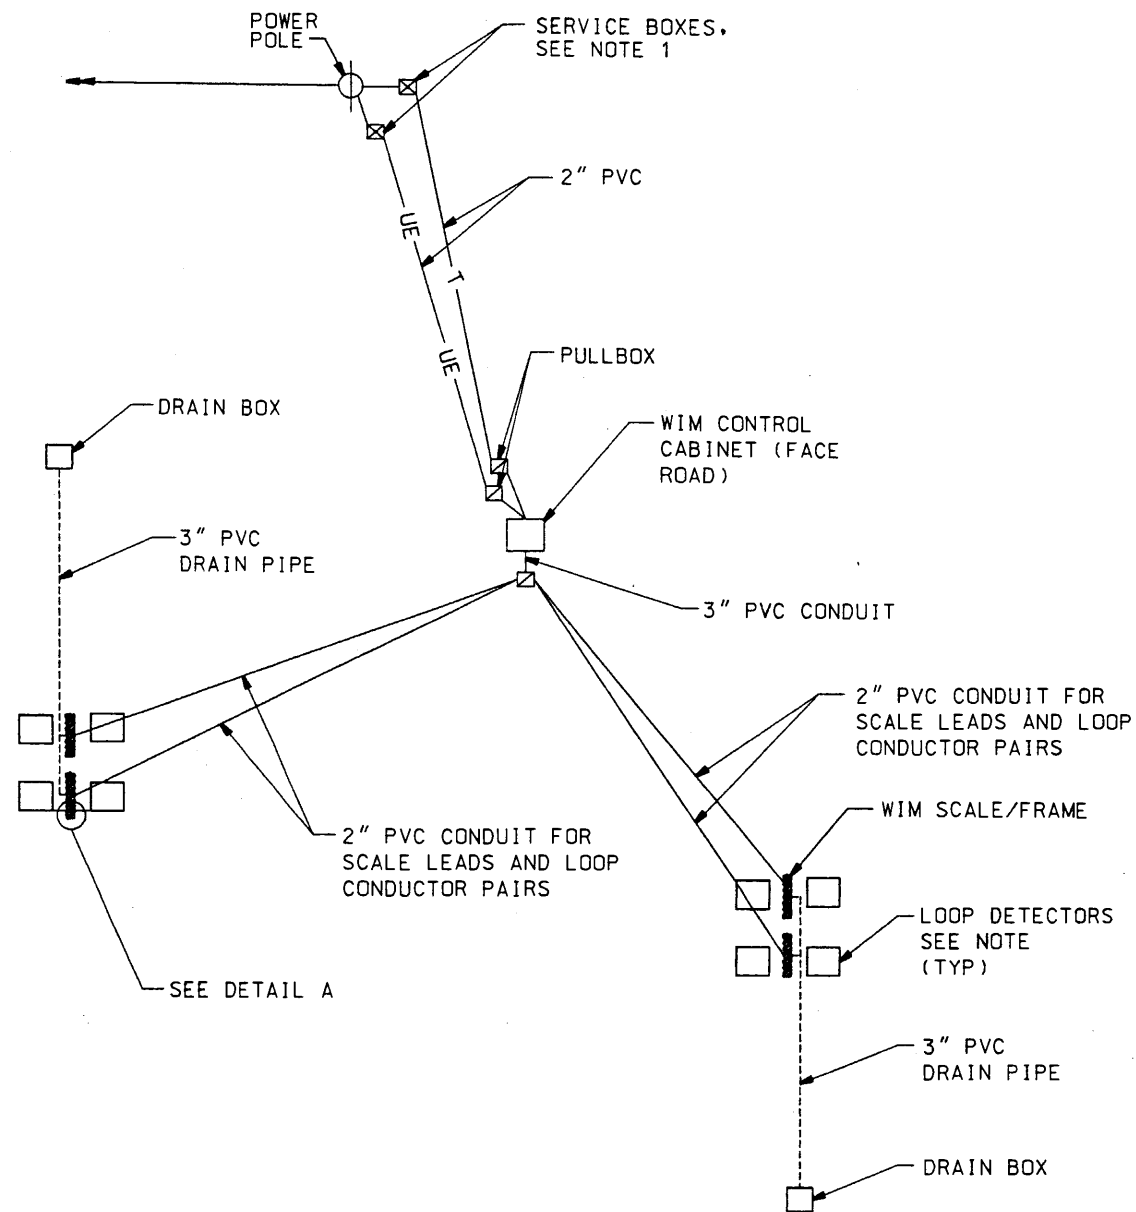 POWER
POLE
SERVICE BOXES,
SEE NOTE 1
2" PVC
UE
T
UE
PULLBOX
DRAIN BOX
WIM CONTROL
CABINET (FACE
ROAD)
3" PVC
DRAIN PIPE
3" PVC CONDUIT
2" PVC CONDUIT FOR
SCALE LEADS AND LOOP
CONDUCTOR PAIRS
WIM SCALE/FRAME
2" PVC CONDUIT FOR
SCALE LEADS AND LOOP
CONDUCTOR PAIRS
LOOP DETECTORS
SEE NOTE
(TYP)
SEE DETAIL A
3" PVC
DRAIN PIPE
DRAIN BOX